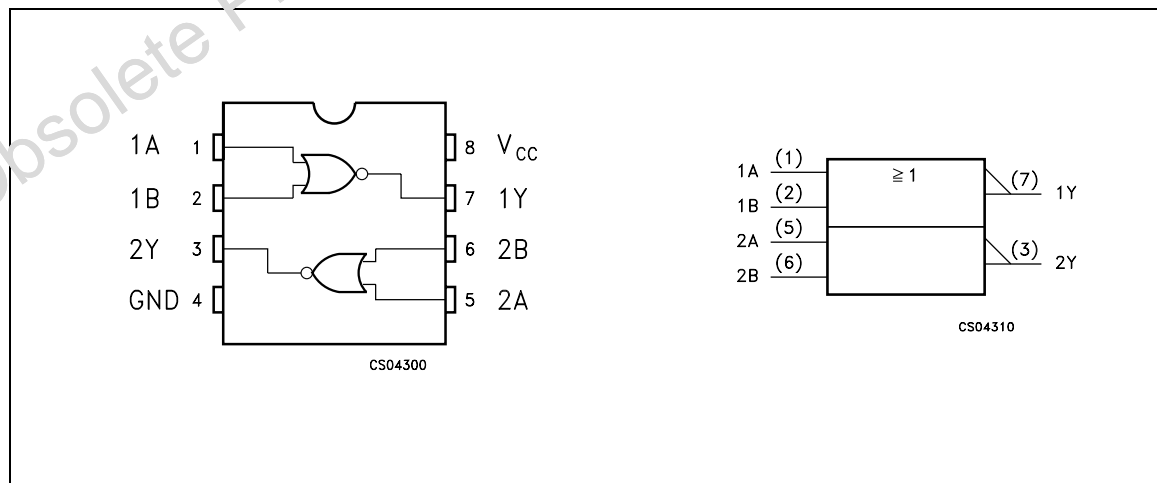 Obsolete
1A 1
1B 2
2Y 3
GND 4
8 VCC
7 1Y
6 2B
5 2A
CS04300
1A (1)
1B (2)
2A (5)
2B (6)
≧ 1
(7) 1Y
(3) 2Y
CS04310